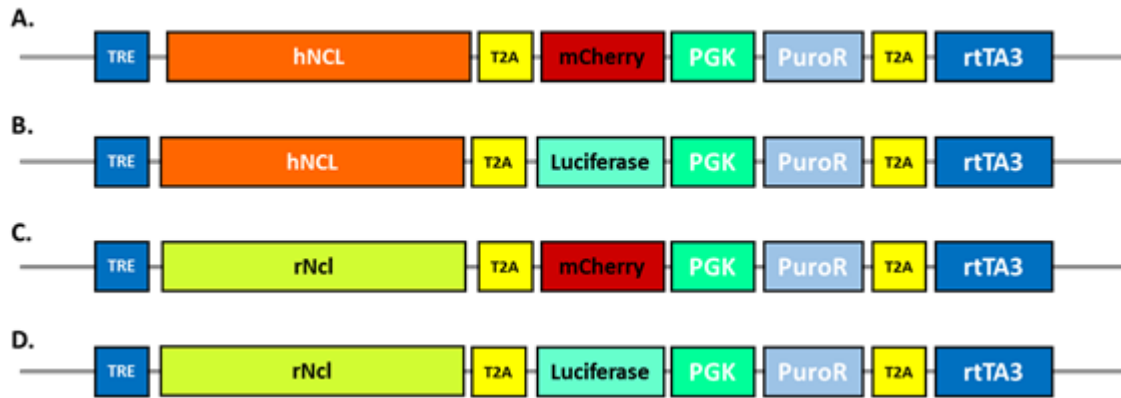 A.
TRE hNCL T2A mCherry PGK PuroR T2A rtTA3
B.
TRE hNCL T2A Luciferase PGK PuroR T2A rtTA3
C.
TRE rNcl T2A mCherry PGK PuroR T2A rtTA3
D.
TRE rNcl T2A Luciferase PGK PuroR T2A rtTA3